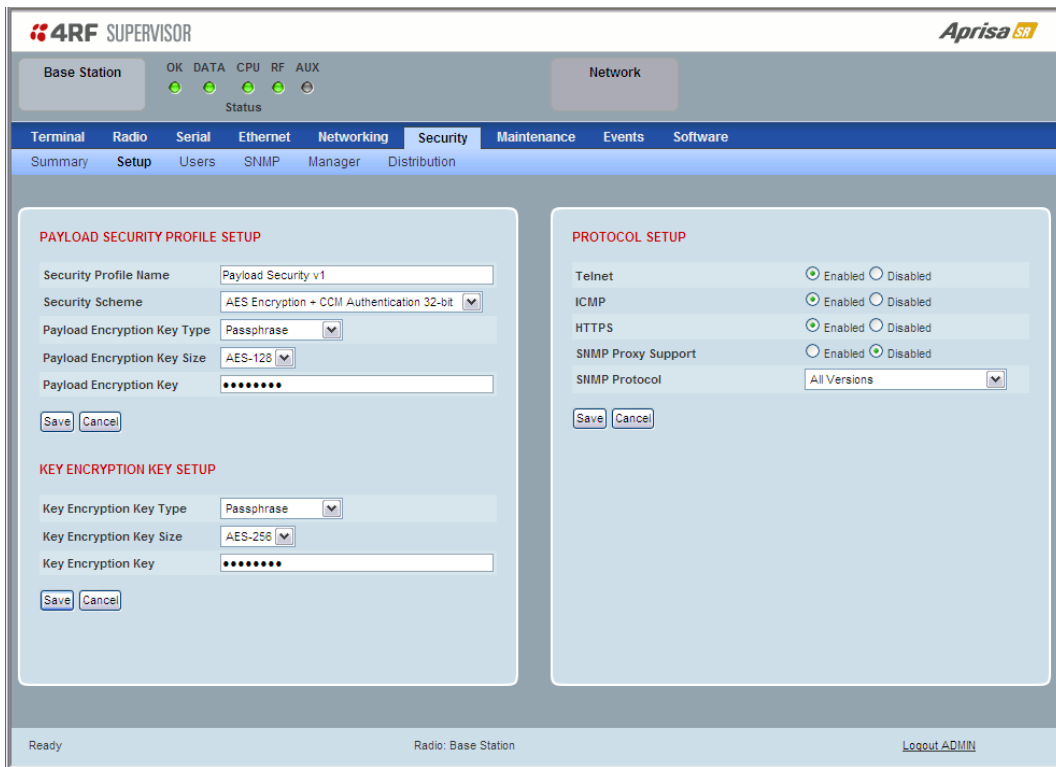 4RF SUPERVISOR
Aprisa SR
Base Station
OK DATA CPU RF AUX
Status
Network
Terminal Radio Serial Ethernet Networking Security Maintenance Events Software
Summary Setup Users SNMP Manager Distribution
PAYLOAD SECURITY PROFILE SETUP
Security Profile Name Payload Security v1
Security Scheme AES Encryption + CCM Authentication 32-bit
Payload Encryption Key Type Passphrase
Payload Encryption Key Size AES-128
Payload Encryption Key ••••••••
Save Cancel
KEY ENCRYPTION KEY SETUP
Key Encryption Key Type Passphrase
Key Encryption Key Size AES-256
Key Encryption Key ••••••••
Save Cancel
PROTOCOL SETUP
Telnet Enabled Disabled
ICMP Enabled Disabled
HTTPS Enabled Disabled
SNMP Proxy Support Enabled Disabled
SNMP Protocol All Versions
Save Cancel
Ready Radio: Base Station Logout ADMIN